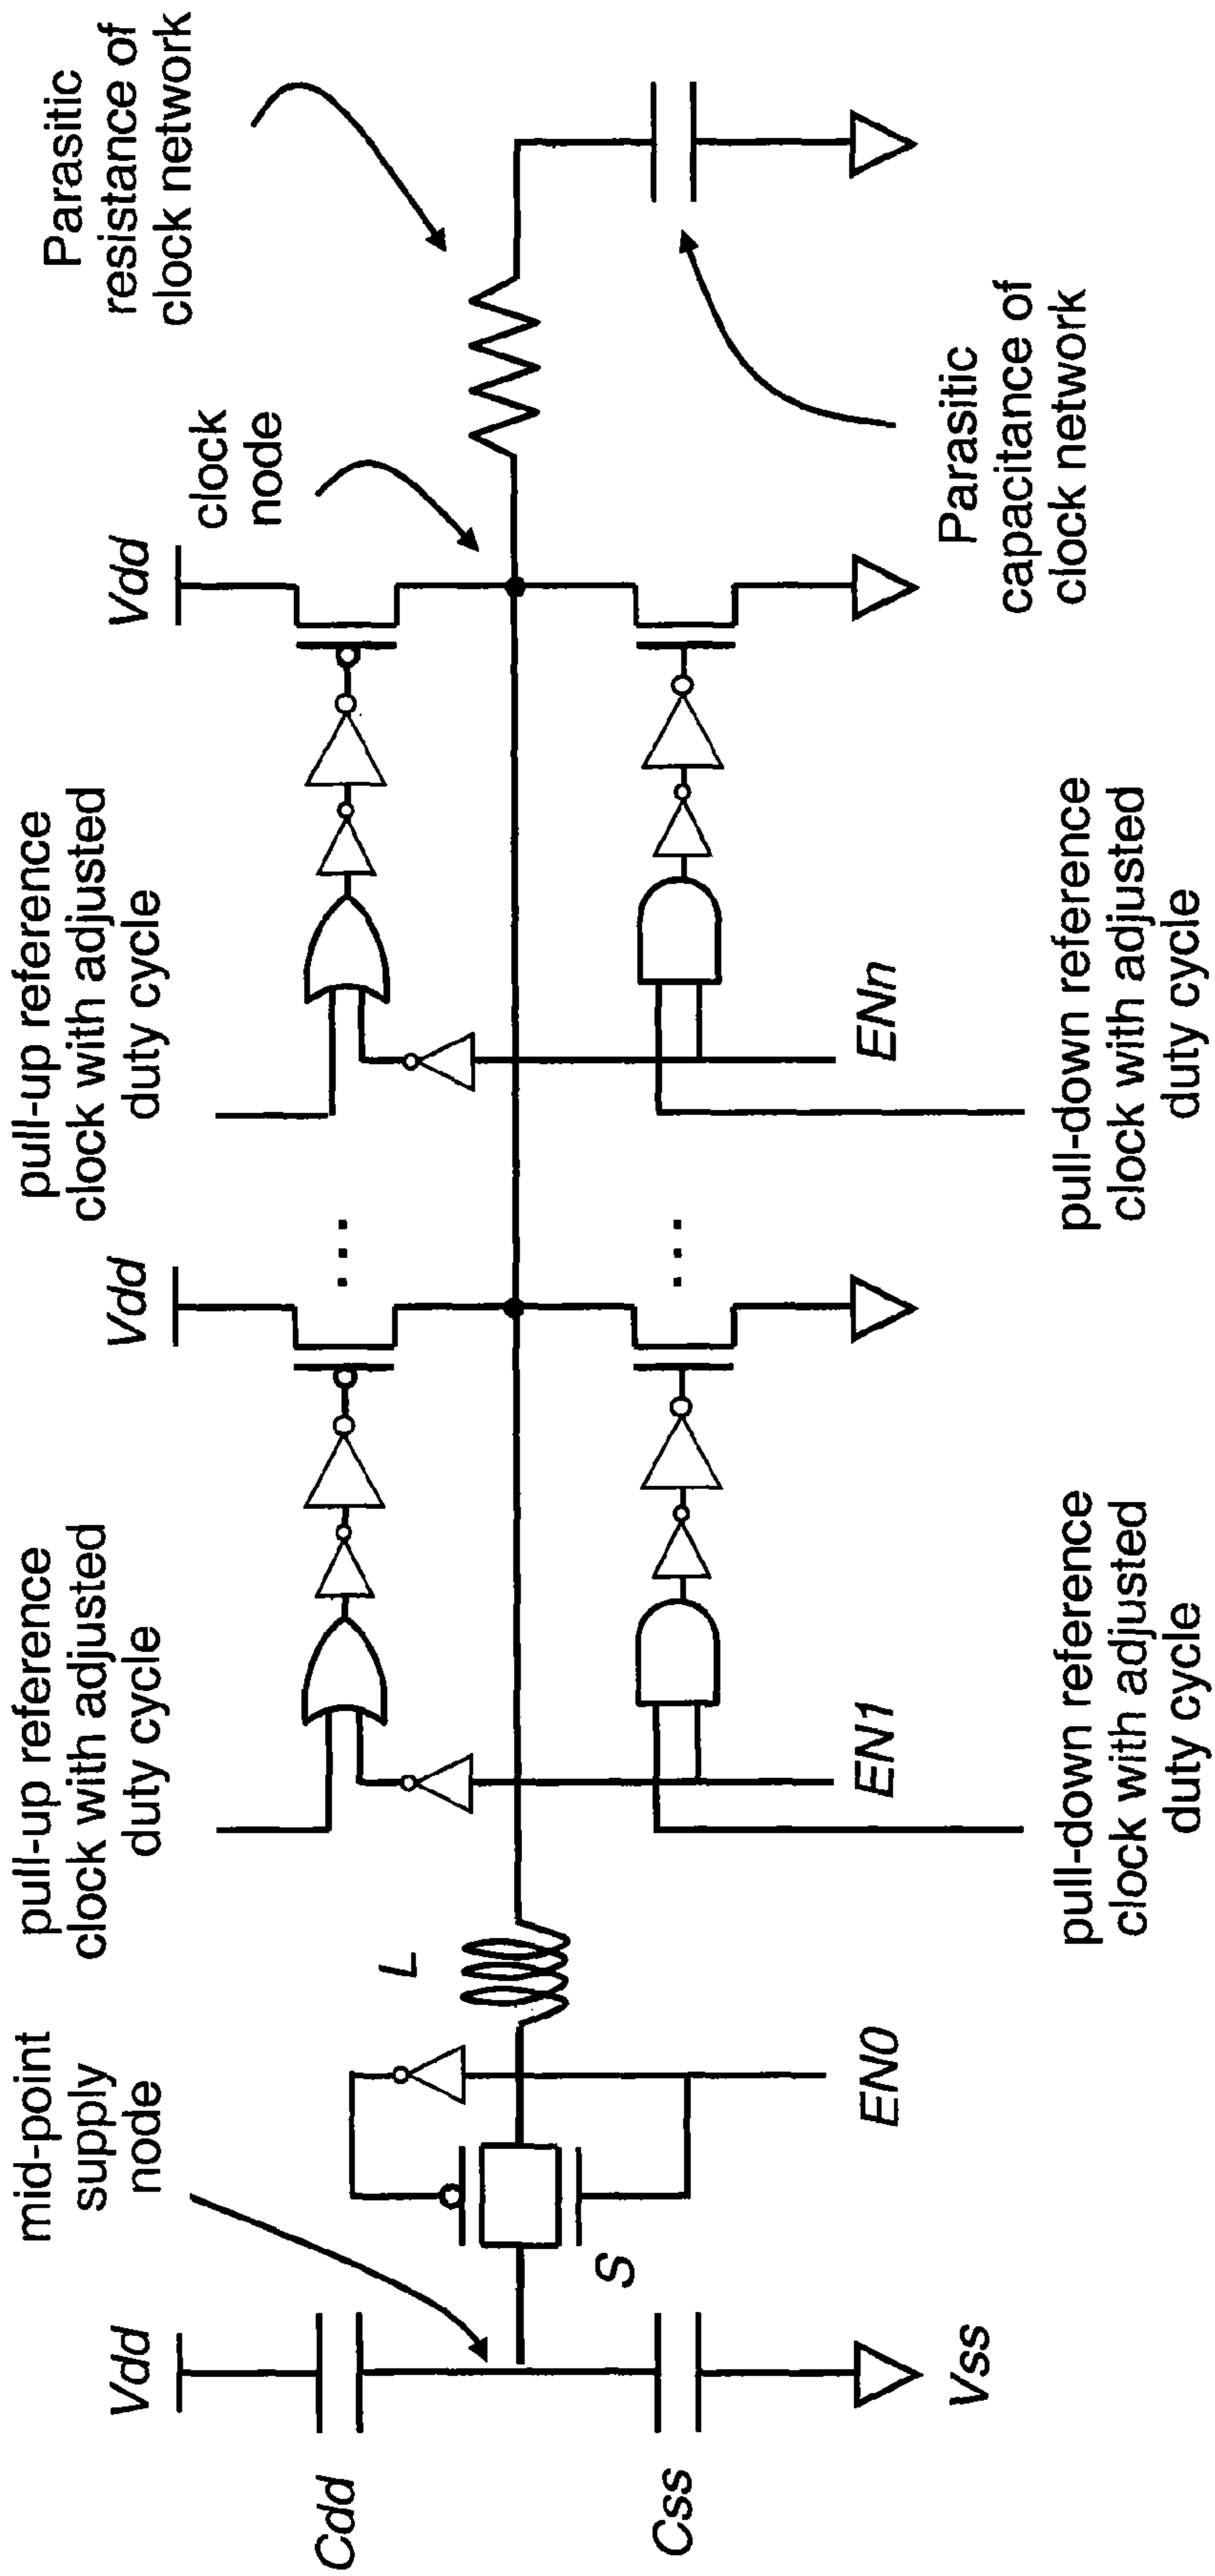 Vdd
Cdd
Css
Vss
mid-point
supply
node
S
EN0
L
pull-up reference
clock with adjusted
duty cycle
EN1
pull-down reference
clock with adjusted
duty cycle
Vdd
...
...
pull-up reference
clock with adjusted
duty cycle
ENn
pull-down reference
clock with adjusted
duty cycle
Vdd
clock
node
Parasitic
resistance of
clock network
Parasitic
capacitance of
clock network